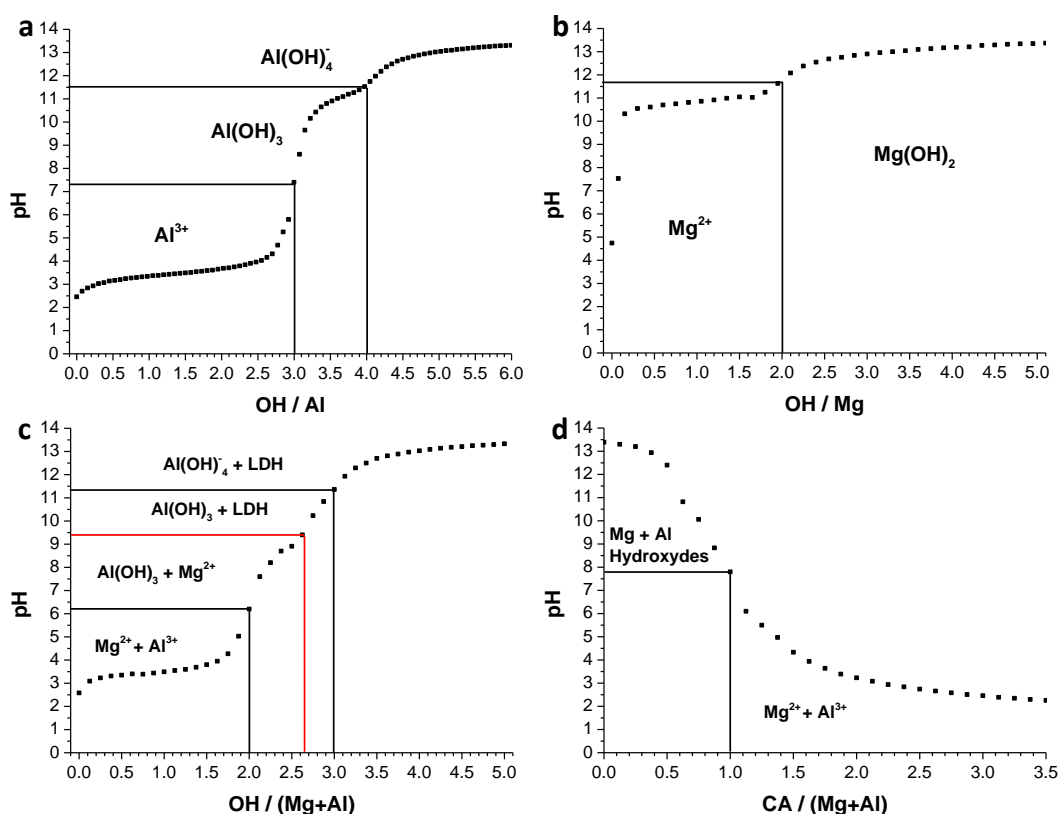 a
14
13
12
11
10
9
8
7
6
5
4
3
2
1
0
pH
Al(OH)₄⁻
Al(OH)₃
Al³⁺
0.0 0.5 1.0 1.5 2.0 2.5 3.0 3.5 4.0 4.5 5.0 5.5 6.0
OH / Al
b
14
13
12
11
10
9
8
7
6
5
4
3
2
1
0
pH
Mg(OH)₂
Mg²⁺
0.0 0.5 1.0 1.5 2.0 2.5 3.0 3.5 4.0 4.5 5.0
OH / Mg
c
14
13
12
11
10
9
8
7
6
5
4
3
2
1
0
pH
Al(OH)₄⁻ + LDH
Al(OH)₃ + LDH
Al(OH)₃ + Mg²⁺
Mg²⁺ + Al³⁺
0.0 0.5 1.0 1.5 2.0 2.5 3.0 3.5 4.0 4.5 5.0
OH / (Mg+Al)
d
14
13
12
11
10
9
8
7
6
5
4
3
2
1
0
pH
Mg + Al
Hydroxydes
Mg²⁺ + Al³⁺
0.0 0.5 1.0 1.5 2.0 2.5 3.0 3.5
CA / (Mg+Al)